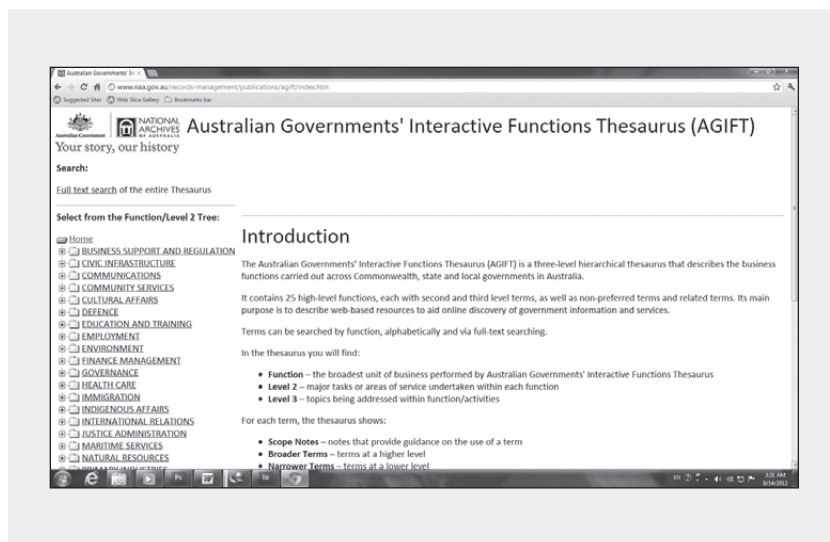 Australian Governments' In
www.naa.gov.au/records-management/publications/agift/index.htm
Suggested Sites Web Slice Gallery Bookmarks bar
Australian Government
NATIONAL
ARCHIVES
OF AUSTRALIA
Australian Governments' Interactive Functions Thesaurus (AGIFT)
Your story, our history
Search:
Full text search of the entire Thesaurus
Select from the Function/Level 2 Tree:
Home
BUSINESS SUPPORT AND REGULATION
CIVIC INFRASTRUCTURE
COMMUNICATIONS
COMMUNITY SERVICES
CULTURAL AFFAIRS
DEFENCE
EDUCATION AND TRAINING
EMPLOYMENT
ENVIRONMENT
FINANCE MANAGEMENT
GOVERNANCE
HEALTH CARE
IMMIGRATION
INDIGENOUS AFFAIRS
INTERNATIONAL RELATIONS
JUSTICE ADMINISTRATION
MARITIME SERVICES
NATURAL RESOURCES
PRIMARY INDUSTRIES
Introduction
The Australian Governments' Interactive Functions Thesaurus (AGIFT) is a three-level hierarchical thesaurus that describes the business
functions carried out across Commonwealth, state and local governments in Australia.
It contains 25 high-level functions, each with second and third level terms, as well as non-preferred terms and related terms. Its main
purpose is to describe web-based resources to aid online discovery of government information and services.
Terms can be searched by function, alphabetically and via full-text searching.
In the thesaurus you will find:
• Function – the broadest unit of business performed by Australian Governments' Interactive Functions Thesaurus
• Level 2 – major tasks or areas of service undertaken within each function
• Level 3 – topics being addressed within function/activities
For each term, the thesaurus shows:
• Scope Notes – notes that provide guidance on the use of a term
• Broader Terms – terms at a higher level
• Narrower Terms – terms at a lower level
Ps
W
ID
EN
3:31 AM
8/14/2012